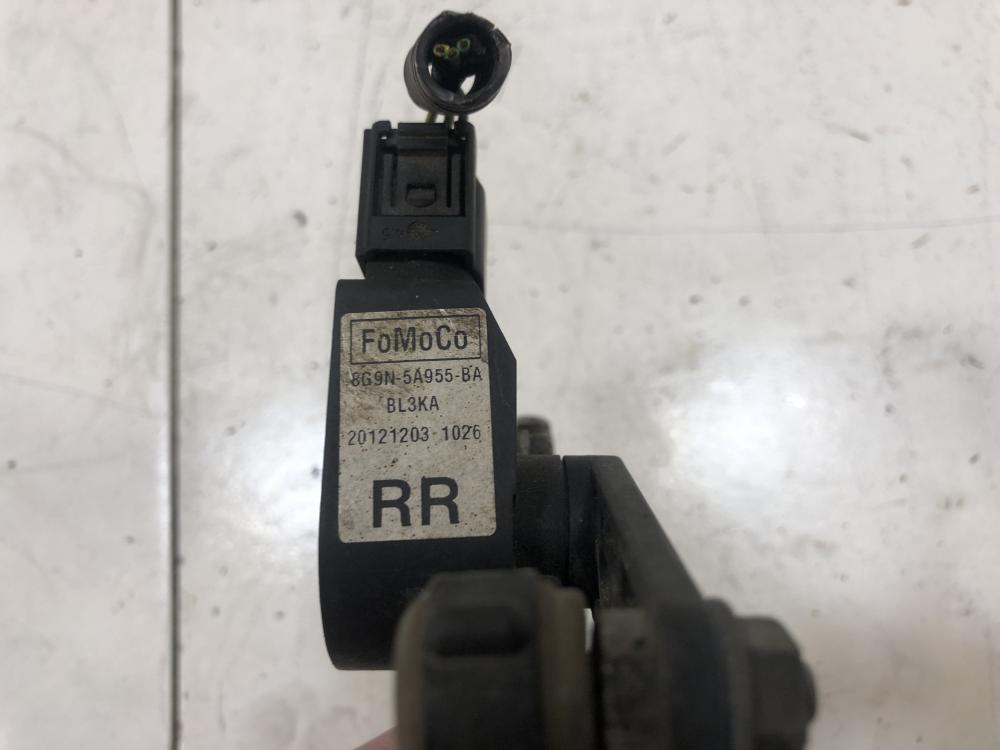 FoMoCo
8G9N-5A955-BA
BL3KA
20121203 1026
RR